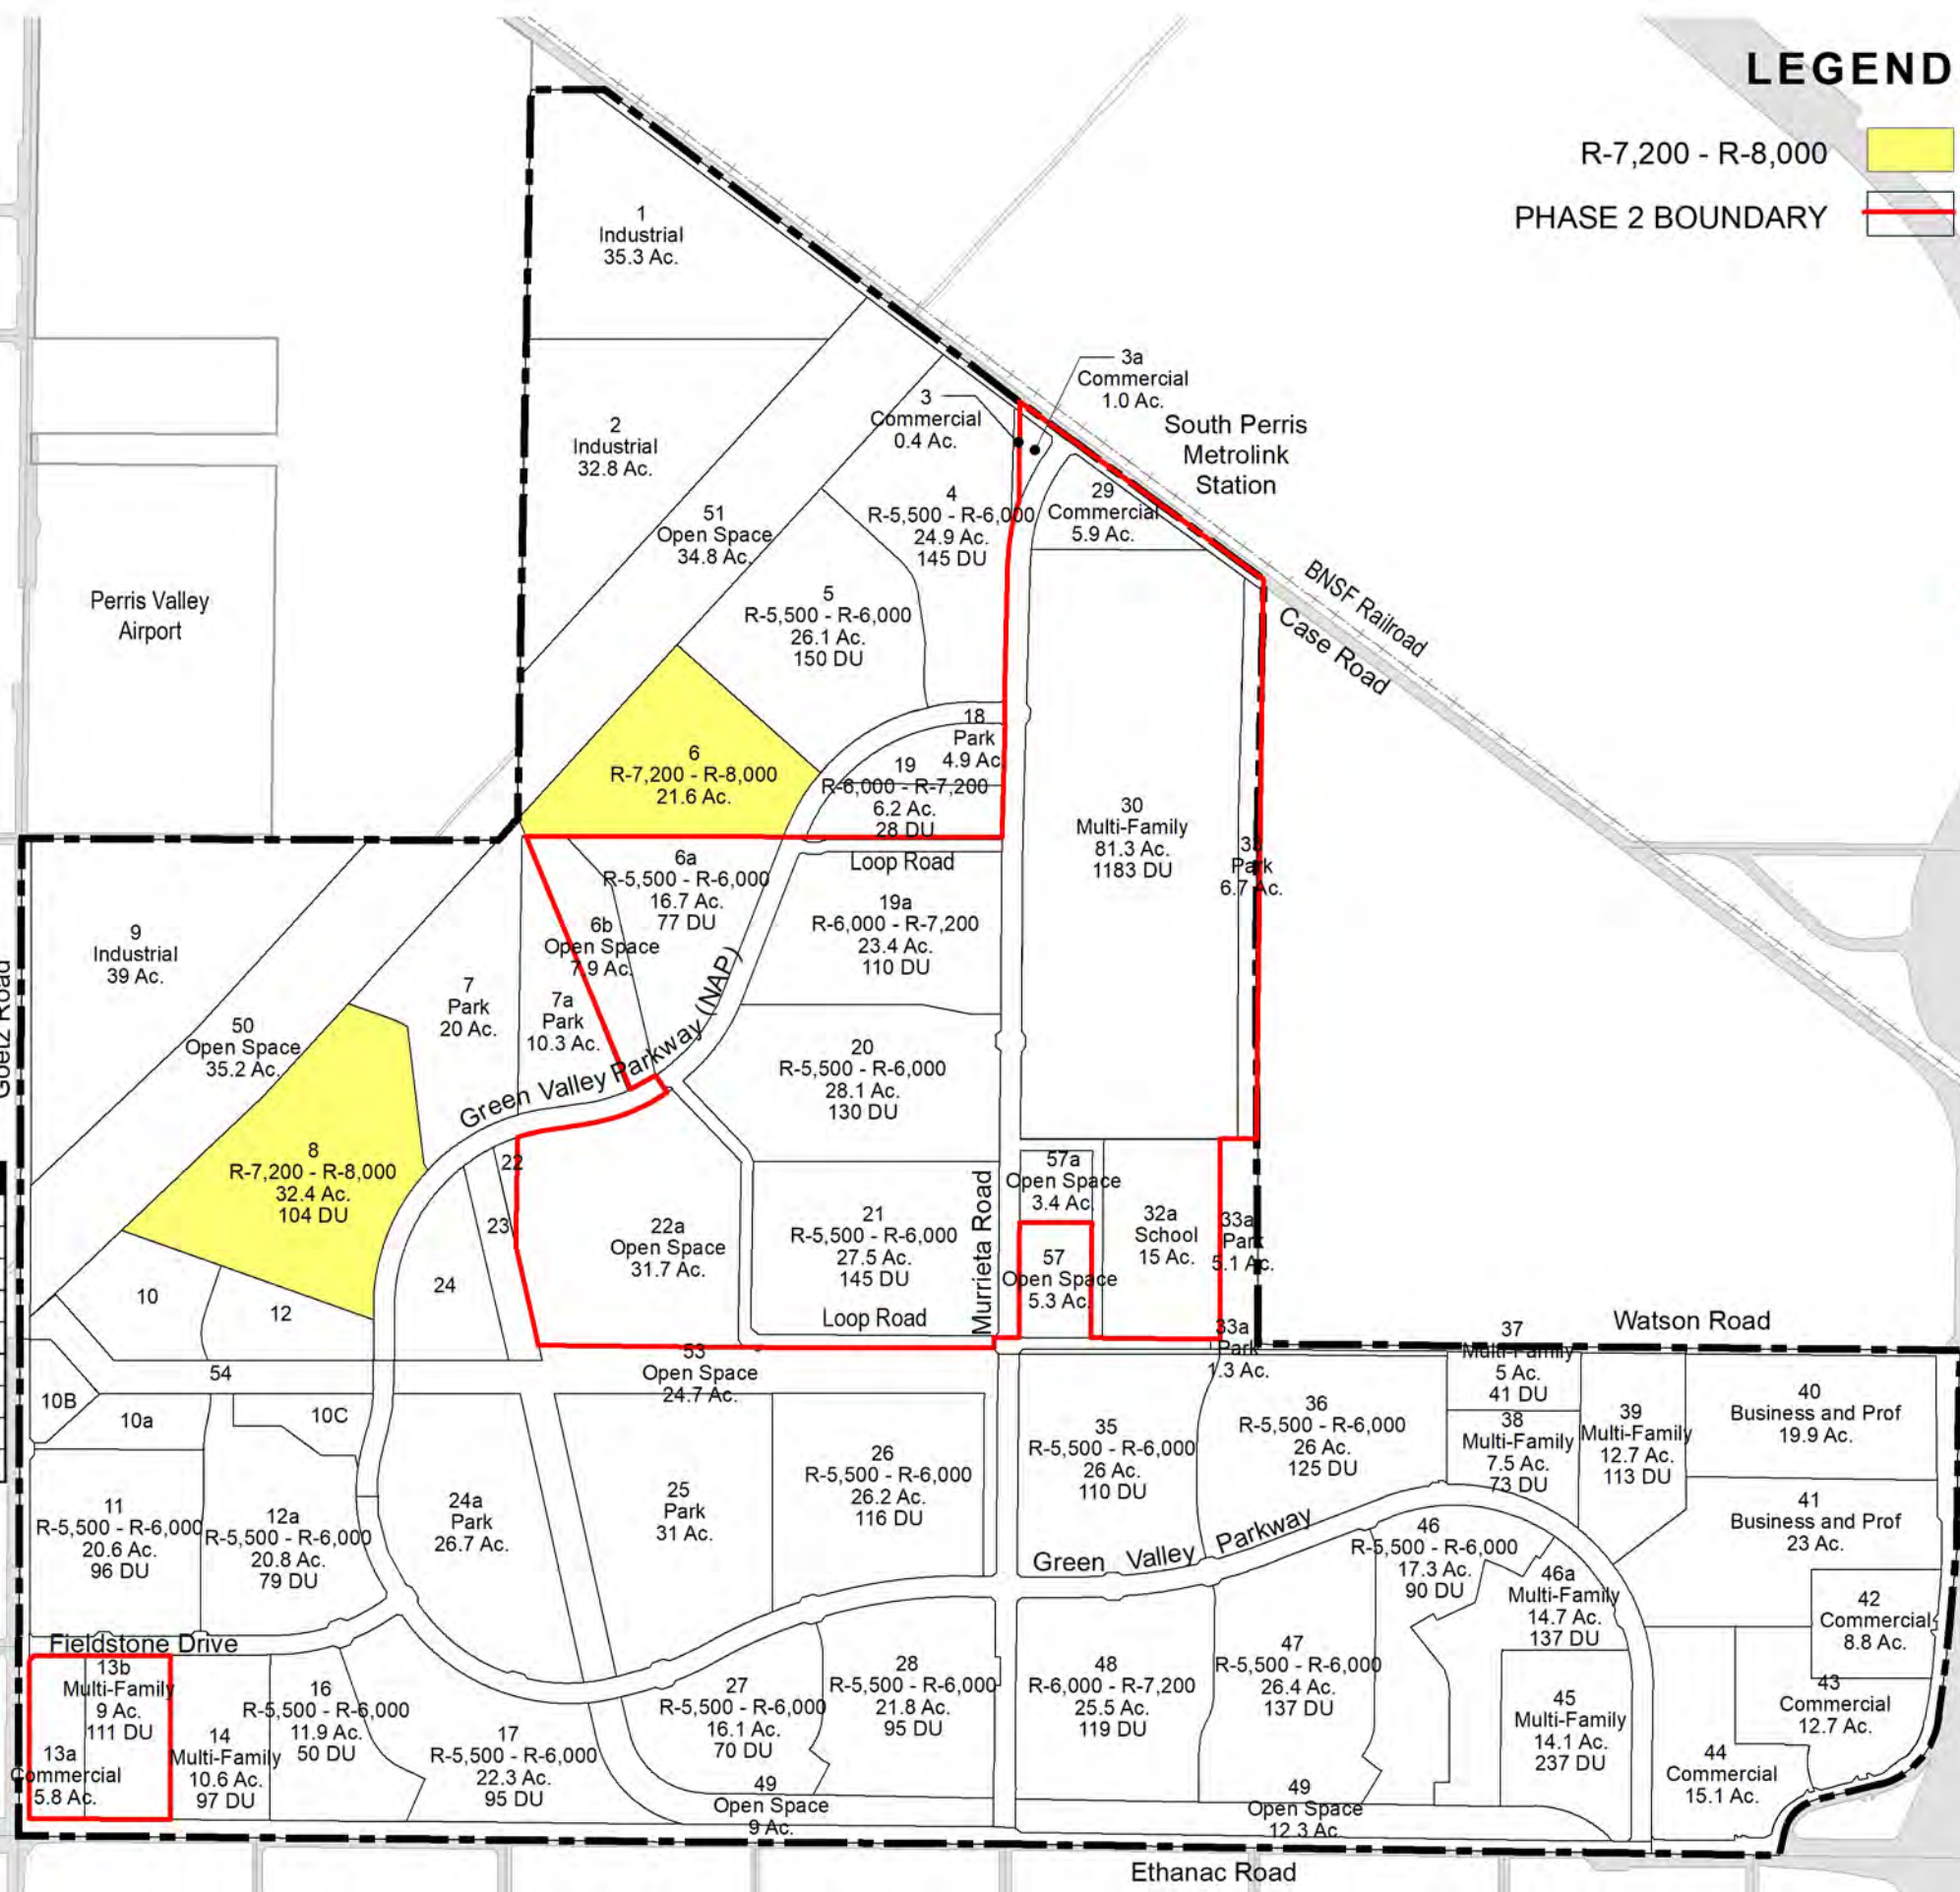 LEGEND
R-7,200 - R-8,000
PHASE 2 BOUNDARY
1
Industrial
35.3 Ac.
3a
Commercial
1.0 Ac.
3
Commercial
0.4 Ac.
South Perris
Metrolink
Station
2
Industrial
32.8 Ac.
4
R-5,500 - R-6,000
24.9 Ac.
145 DU
29
Commercial
5.9 Ac.
51
Open Space
34.8 Ac.
BNSF Railroad
Case Road
Perris Valley
Airport
5
R-5,500 - R-6,000
26.1 Ac.
150 DU
18
Park
4.9 Ac.
6
R-7,200 - R-8,000
21.6 Ac.
19
R-6,000 - R-7,200
6.2 Ac.
28 DU
30
Multi-Family
81.3 Ac.
1183 DU
Park
6.7 Ac.
Loop Road
6a
R-5,500 - R-6,000
16.7 Ac.
77 DU
19a
R-6,000 - R-7,200
23.4 Ac.
110 DU
6b
Open Space
7.9 Ac.
9
Industrial
39 Ac.
Goetz Road
7
Park
20 Ac.
7a
Park
10.3 Ac.
50
Open Space
35.2 Ac.
Green Valley Parkway (NAP)
20
R-5,500 - R-6,000
28.1 Ac.
130 DU
8
R-7,200 - R-8,000
32.4 Ac.
104 DU
22
23
24
22a
Open Space
31.7 Ac.
21
R-5,500 - R-6,000
27.5 Ac.
145 DU
Loop Road
Murrieta Road
57a
Open Space
3.4 Ac.
57
Open Space
5.3 Ac.
32a
School
15 Ac.
33a
Park
5.1 Ac.
33a
Park
1.3 Ac.
Watson Road
10
12
54
53
Open Space
24.7 Ac.
10B
10a
10C
37
Multi-Family
5 Ac.
41 DU
38
Multi-Family
7.5 Ac.
73 DU
39
Multi-Family
12.7 Ac.
113 DU
40
Business and Prof
19.9 Ac.
35
R-5,500 - R-6,000
26 Ac.
110 DU
36
R-5,500 - R-6,000
26 Ac.
125 DU
26
R-5,500 - R-6,000
26.2 Ac.
116 DU
25
Park
31 Ac.
24a
Park
26.7 Ac.
11
R-5,500 - R-6,000
20.6 Ac.
96 DU
12a
R-5,500 - R-6,000
20.8 Ac.
79 DU
41
Business and Prof
23 Ac.
Green Valley Parkway
46
R-5,500 - R-6,000
17.3 Ac.
90 DU
46a
Multi-Family
14.7 Ac.
137 DU
42
Commercial
8.8 Ac.
Fieldstone Drive
13b
Multi-Family
9 Ac.
111 DU
13a
Commercial
5.8 Ac.
14
Multi-Family
10.6 Ac.
97 DU
16
R-5,500 - R-6,000
11.9 Ac.
50 DU
17
R-5,500 - R-6,000
22.3 Ac.
95 DU
27
R-5,500 - R-6,000
16.1 Ac.
70 DU
28
R-5,500 - R-6,000
21.8 Ac.
95 DU
48
R-6,000 - R-7,200
25.5 Ac.
119 DU
47
R-5,500 - R-6,000
26.4 Ac.
137 DU
45
Multi-Family
14.1 Ac.
237 DU
43
Commercial
12.7 Ac.
44
Commercial
15.1 Ac.
49
Open Space
9 Ac.
49
Open Space
12.3 Ac.
Ethanac Road